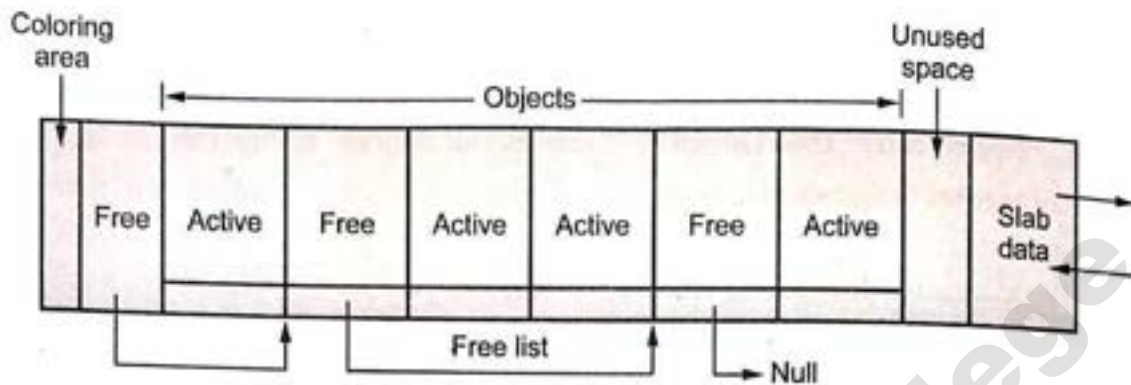 Coloring
area
Unused
space
Objects
Free
Active
Free
Active
Active
Free
Active
Slab
data
Free list
Null